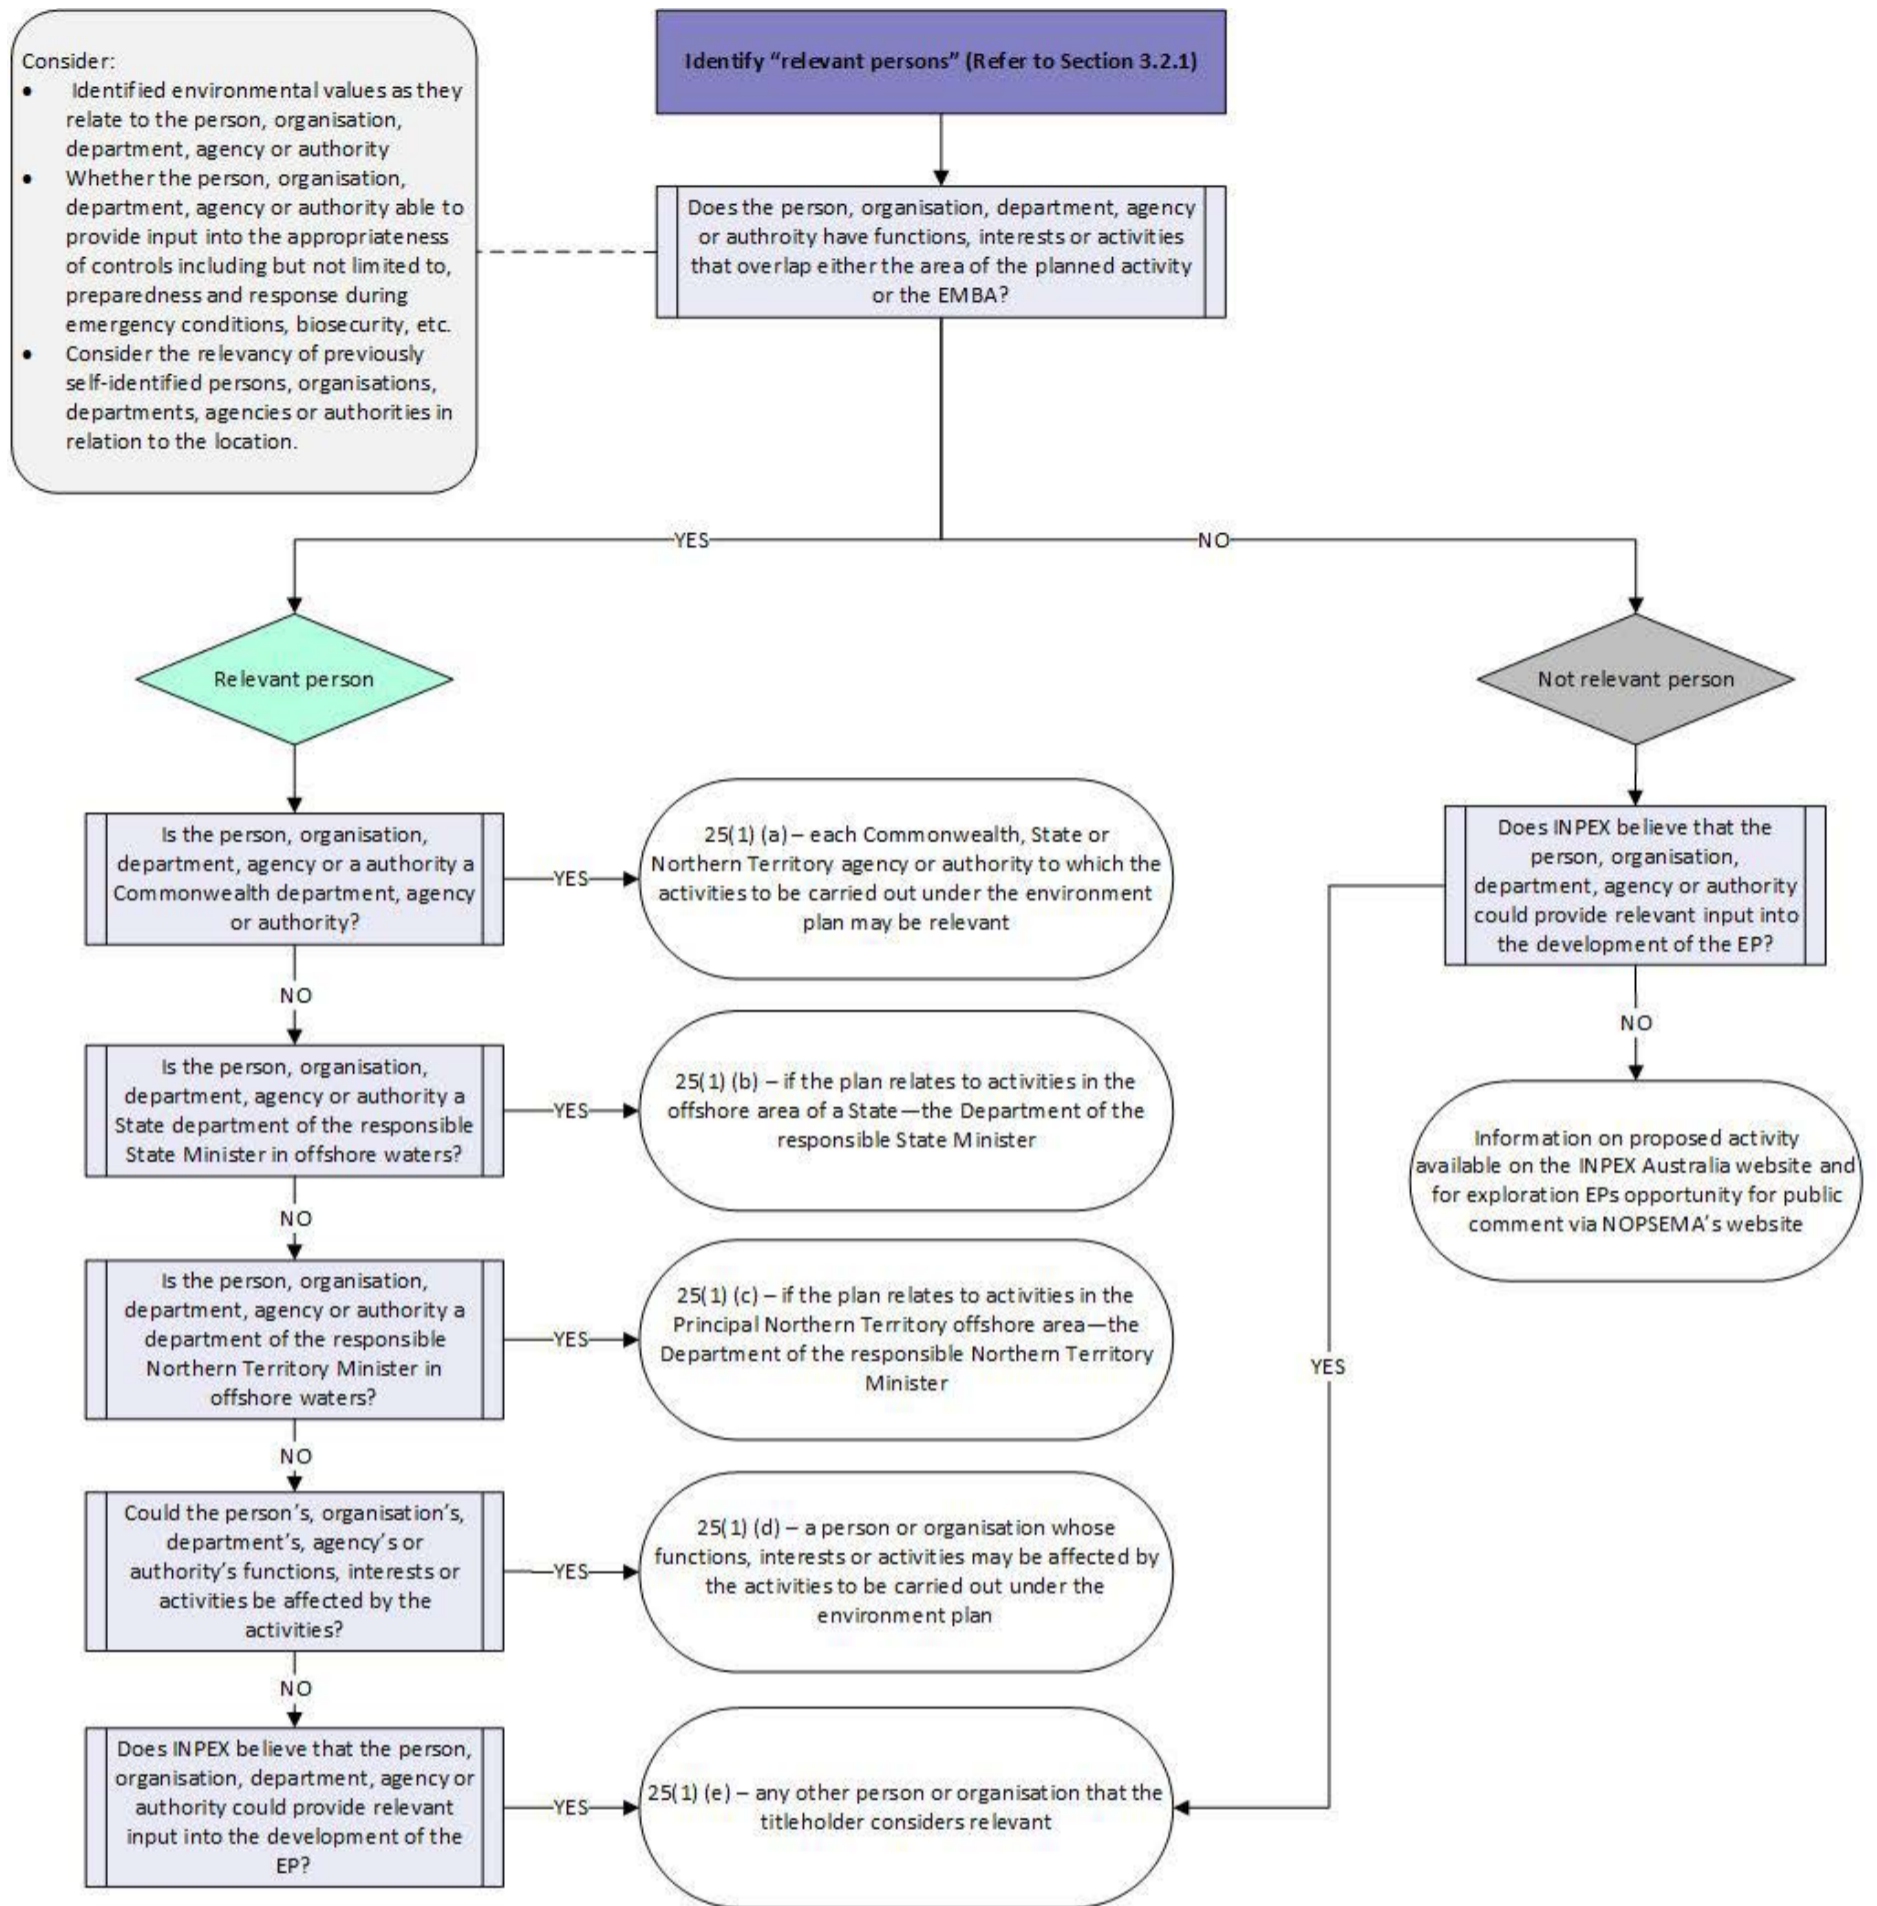 Consider:
• Identified environmental values as they
relate to the person, organisation,
department, agency or authority
• Whether the person, organisation,
department, agency or authority able to
provide input into the appropriateness
of controls including but not limited to,
preparedness and response during
emergency conditions, biosecurity, etc.
• Consider the relevancy of previously
self-identified persons, organisations,
departments, agencies or authorities in
relation to the location.
Identify “relevant persons” (Refer to Section 3.2.1)
Does the person, organisation, department, agency
or authroity have functions, interests or activities
that overlap either the area of the planned activity
or the EMBA?
YES
NO
Relevant person
Not relevant person
Is the person, organisation,
department, agency or a authority a
Commonwealth department, agency
or authority?
YES
25(1) (a) – each Commonwealth, State or
Northern Territory agency or authority to which the
activities to be carried out under the environment
plan may be relevant
Does INPEX believe that the
person, organisation,
department, agency or authority
could provide relevant input into
the development of the EP?
NO
NO
Is the person, organisation,
department, agency or authority a
State department of the responsible
State Minister in offshore waters?
YES
25(1) (b) – if the plan relates to activities in the
offshore area of a State—the Department of the
responsible State Minister
Information on proposed activity
available on the INPEX Australia website and
for exploration EPs opportunity for public
comment via NOPSEMA’s website
NO
Is the person, organisation,
department, agency or authority a
department of the responsible
Northern Territory Minister in
offshore waters?
YES
25(1) (c) – if the plan relates to activities in the
Principal Northern Territory offshore area—the
Department of the responsible Northern Territory
Minister
YES
NO
Could the person’s, organisation’s,
department’s, agency’s or
authority’s functions, interests or
activities be affected by the
activities?
YES
25(1) (d) – a person or organisation whose
functions, interests or activities may be affected by
the activities to be carried out under the
environment plan
NO
Does INPEX believe that the person,
organisation, department, agency or
authority could provide relevant
input into the development of the
EP?
YES
25(1) (e) – any other person or organisation that the
titleholder considers relevant